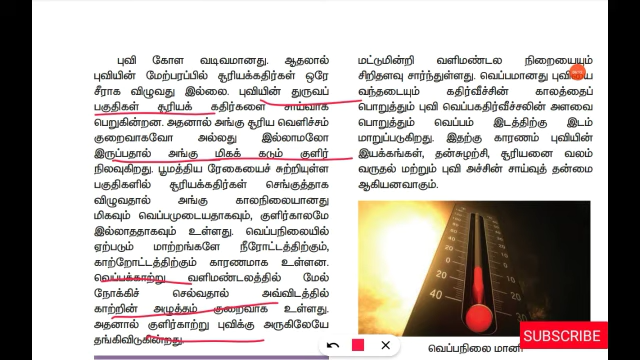 புவி கோள வடிவமானது. ஆதலால்
புவியின் மேற்பரப்பில் சூரியக்கதிர்கள் ஒரே
சீராக விழுவது இல்லை. புவியின் துருவப்
பகுதிகள் சூரியக் கதிர்களை சாய்வாக
பெறுகின்றன. அதனால் அங்கு சூரிய வெளிச்சம்
குறைவாகவோ அல்லது இல்லாமலோ
இருப்பதால் அங்கு மிகக் கடும் குளிர்
நிலவுகிறது. பூமத்திய ரேகையைச் சுற்றியுள்ள
பகுதிகளில் சூரியக்கதிர்கள் செங்குத்தாக
விழுவதால் அங்கு காலநிலையானது
மிகவும் வெப்பமுடையதாகவும், குளிர்காலமே
இல்லாததாகவும் உள்ளது. வெப்பநிலையில்
ஏற்படும் மாற்றங்களே நீரோட்டத்திற்கும்,
காற்றோட்டத்திற்கும் காரணமாக உள்ளன.
வெப்பக்காற்று வளிமண்டலத்தில் மேல்
நோக்கிச் செல்வதால் அவ்விடத்தில்
காற்றின் அழுத்தம் குறைவாக உள்ளது.
அதனால் குளிர்காற்று புவிக்கு அருகிலேயே
தங்கிவிடுகின்றது.
மட்டுமின்றி வளிமண்டல நிறையையும்
சிறிதளவு சார்ந்துள்ளது. வெப்பமானது புவியை
வந்தடையும் கதிர்வீச்சின் காலத்தைப்
பொறுத்தும் புவி வெப்பகதிர்வீச்சலின் அளவை
பொறுத்தும் வெப்பம் இடத்திற்கு இடம்
மாறுபடுகிறது. இதற்கு காரணம் புவியின்
இயக்கங்கள், தன்சுழற்சி, சூரியனை வலம்
வருதல் மற்றும் புவி அச்சின் சாய்வுத் தன்மை
ஆகியனவாகும்.
20
40
20
30
SUBSCRIBE
வெப்பநிலை மானி